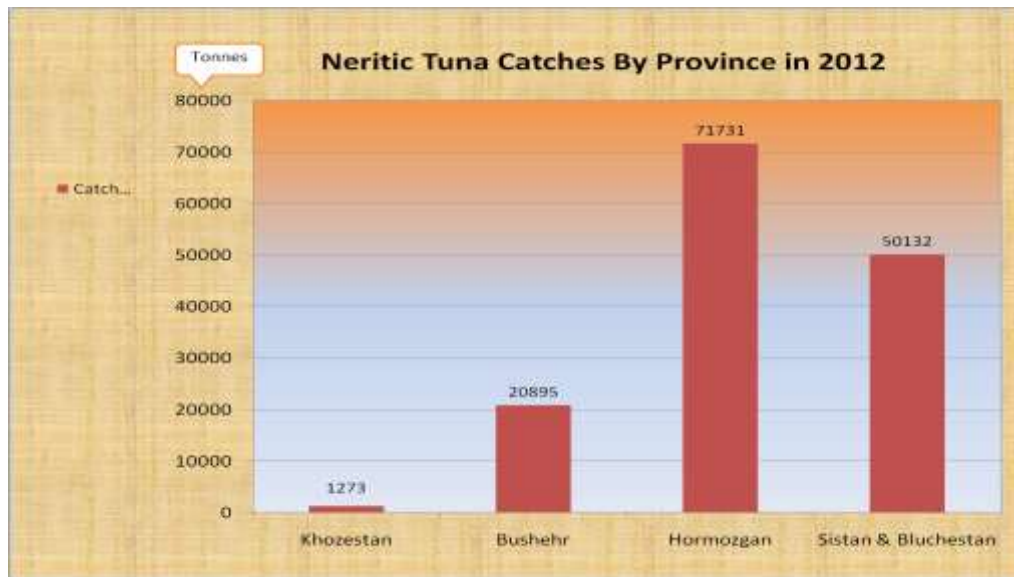 Tonnes
Neritic Tuna Catches By Province in 2012
80000
70000
60000
50000
40000
30000
20000
10000
0
Catch...
1273
20895
71731
50132
Khozestan
Bushehr
Hormozgan
Sistan & Bluchestan